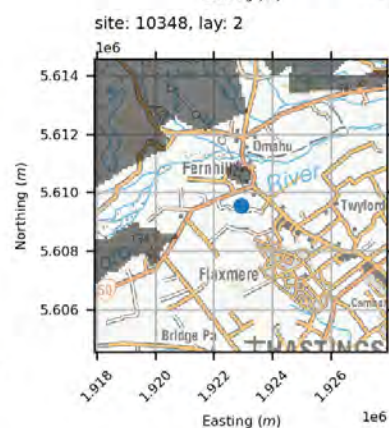 site: 10348, lay: 2
1e6
5.614
5.612
5.610
5.608
5.606
Northing (m)
Omahu
Fernhill
River
Twyford
Flaxmere
50
Bridge Pa
HASTINGS
1.918
1.920
1.922
1.924
1.926
1e6
Easting (m)